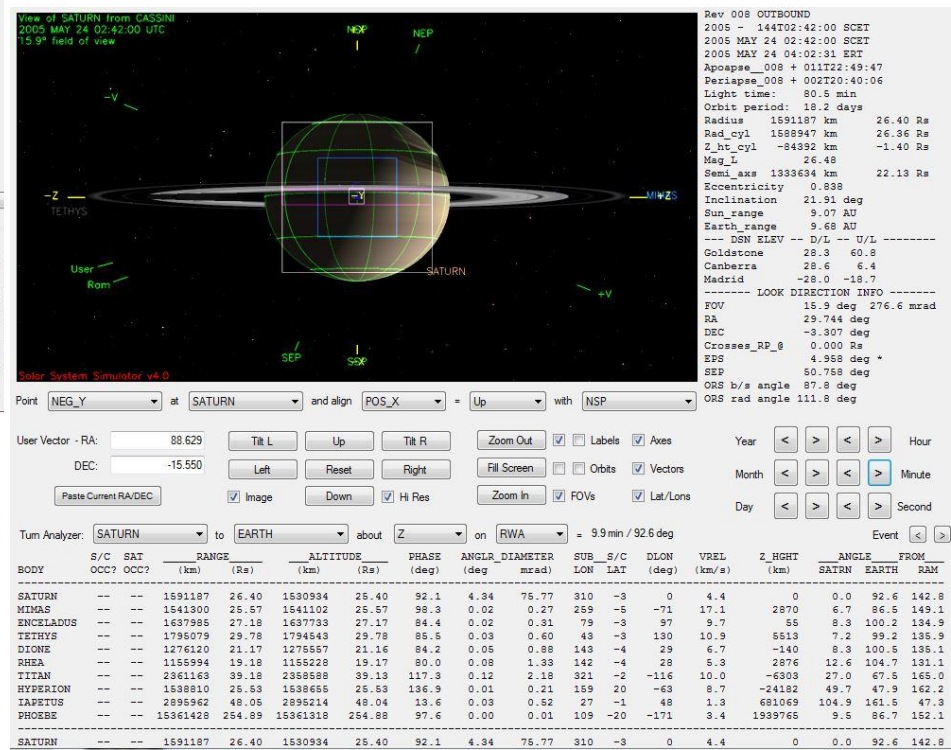 View of SATURN from CASSINI
2005 MAY 24 02:42:00 UTC
15.9° field of view
NEP
-V
-Z
TETHYS
-Y
SATURN
User
Ram
+V
SEP
Solar System Simulator v4.0
Rev 008 OUTBOUND
2005 - 144T02:42:00 SCET
2005 MAY 24 02:42:00 SCET
2005 MAY 24 04:02:31 ERT
Apoapse__008 + 011T22:49:47
Periapse_008 + 002T20:40:06
Light time: 80.5 min
Orbit period: 18.2 days
Radius 1591187 km 26.40 Rs
Rad_cyl 1588947 km 26.36 Rs
Z_ht_cyl -84392 km -1.40 Rs
Mag_L 26.48
Semi_axs 1333634 km 22.13 Rs
Eccentricity 0.838
Inclination 21.91 deg
Sun_range 9.07 AU
Earth_range 9.68 AU
--- DSN ELEV -- D/L -- U/L --------
Goldstone 28.3 60.8
Canberra 28.6 6.4
Madrid -28.0 -18.7
------- LOOK DIRECTION INFO -------
FOV 15.9 deg 276.6 mrad
RA 29.744 deg
DEC -3.307 deg
Crosses_RP_@ 0.000 Rs
EPS 4.958 deg *
SEP 50.758 deg
ORS b/s angle 87.8 deg
ORS rad angle 111.8 deg
Point NEG_Y at SATURN and align POS_X = Up with NSP
User Vector - RA: 88.629 Tilt L Up Tilt R Zoom Out Labels Axes Year < > < > Hour
DEC: -15.550 Left Reset Right Fill Screen Orbits Vectors Month < > < > Minute
Paste Current RA/DEC Image Down Hi Res Zoom In FOVs Lat/Lons Day < > < > Second
Turn Analyzer: SATURN to EARTH about Z on RWA = 9.9 min / 92.6 deg Event < >
S/C SAT RANGE ALTITUDE PHASE ANGLR_DIAMETER SUB_S/C DLON VREL Z_HGHT ANGLE FROM
BODY OCC? OCC? (km) (Rs) (km) (Rs) (deg) (deg mrad) LON LAT (deg) (km/s) (km) SATRN EARTH RAM
SATURN -- -- 1591187 26.40 1530934 25.40 92.1 4.34 75.77 310 -3 0 4.4 0 0.0 92.6 142.8
MIMAS -- -- 1541300 25.57 1541102 25.57 98.3 0.02 0.27 259 -5 -71 17.1 2870 6.7 86.5 149.1
ENCELADUS -- -- 1637985 27.18 1637733 27.17 84.4 0.02 0.31 79 -3 97 9.7 55 8.3 100.2 134.9
TETHYS -- -- 1795079 29.78 1794543 29.78 85.5 0.03 0.60 43 -3 130 10.9 5513 7.2 99.2 135.9
DIONE -- -- 1276120 21.17 1275557 21.16 84.2 0.05 0.88 143 -4 29 6.7 -140 8.3 100.5 135.1
RHEA -- -- 1155994 19.18 1155228 19.17 80.0 0.08 1.33 142 -4 28 5.3 2876 12.6 104.7 131.1
TITAN -- -- 2361163 39.18 2358588 39.13 117.3 0.12 2.18 321 -2 -116 10.0 -6303 27.0 67.5 165.0
HYPERION -- -- 1538810 25.53 1538655 25.53 136.9 0.01 0.21 159 20 -63 8.7 -24182 49.7 47.9 162.2
IAPETUS -- -- 2895962 48.05 2895214 48.04 13.6 0.03 0.52 27 -1 48 1.3 681069 104.9 161.5 47.3
PHOEBE -- -- 15361428 254.89 15361318 254.88 97.6 0.00 0.01 109 -20 -171 3.4 1939765 9.5 86.7 152.1
SATURN -- -- 1591187 26.40 1530934 25.40 92.1 4.34 75.77 310 -3 0 4.4 0 0.0 92.6 142.8